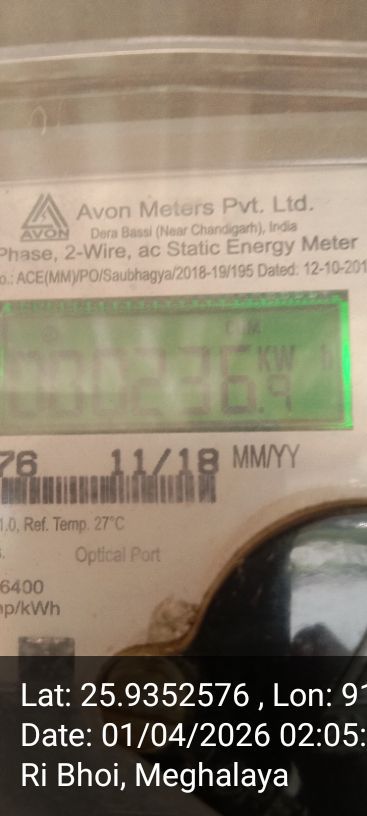 Avon Meters Pvt. Ltd.
AVON
Dera Bassi (Near Chandigarh), India
Phase, 2-Wire, ac Static Energy Meter
o.: ACE(MM)/PO/Saubhagya/2018-19/195 Dated: 12-10-201
CUM
000236.9 KW h
76 11/18 MM/YY
1.0, Ref. Temp. 27°C
Optical Port
6400
mp/kWh
Lat: 25.9352576 , Lon: 91
Date: 01/04/2026 02:05:
Ri Bhoi, Meghalaya